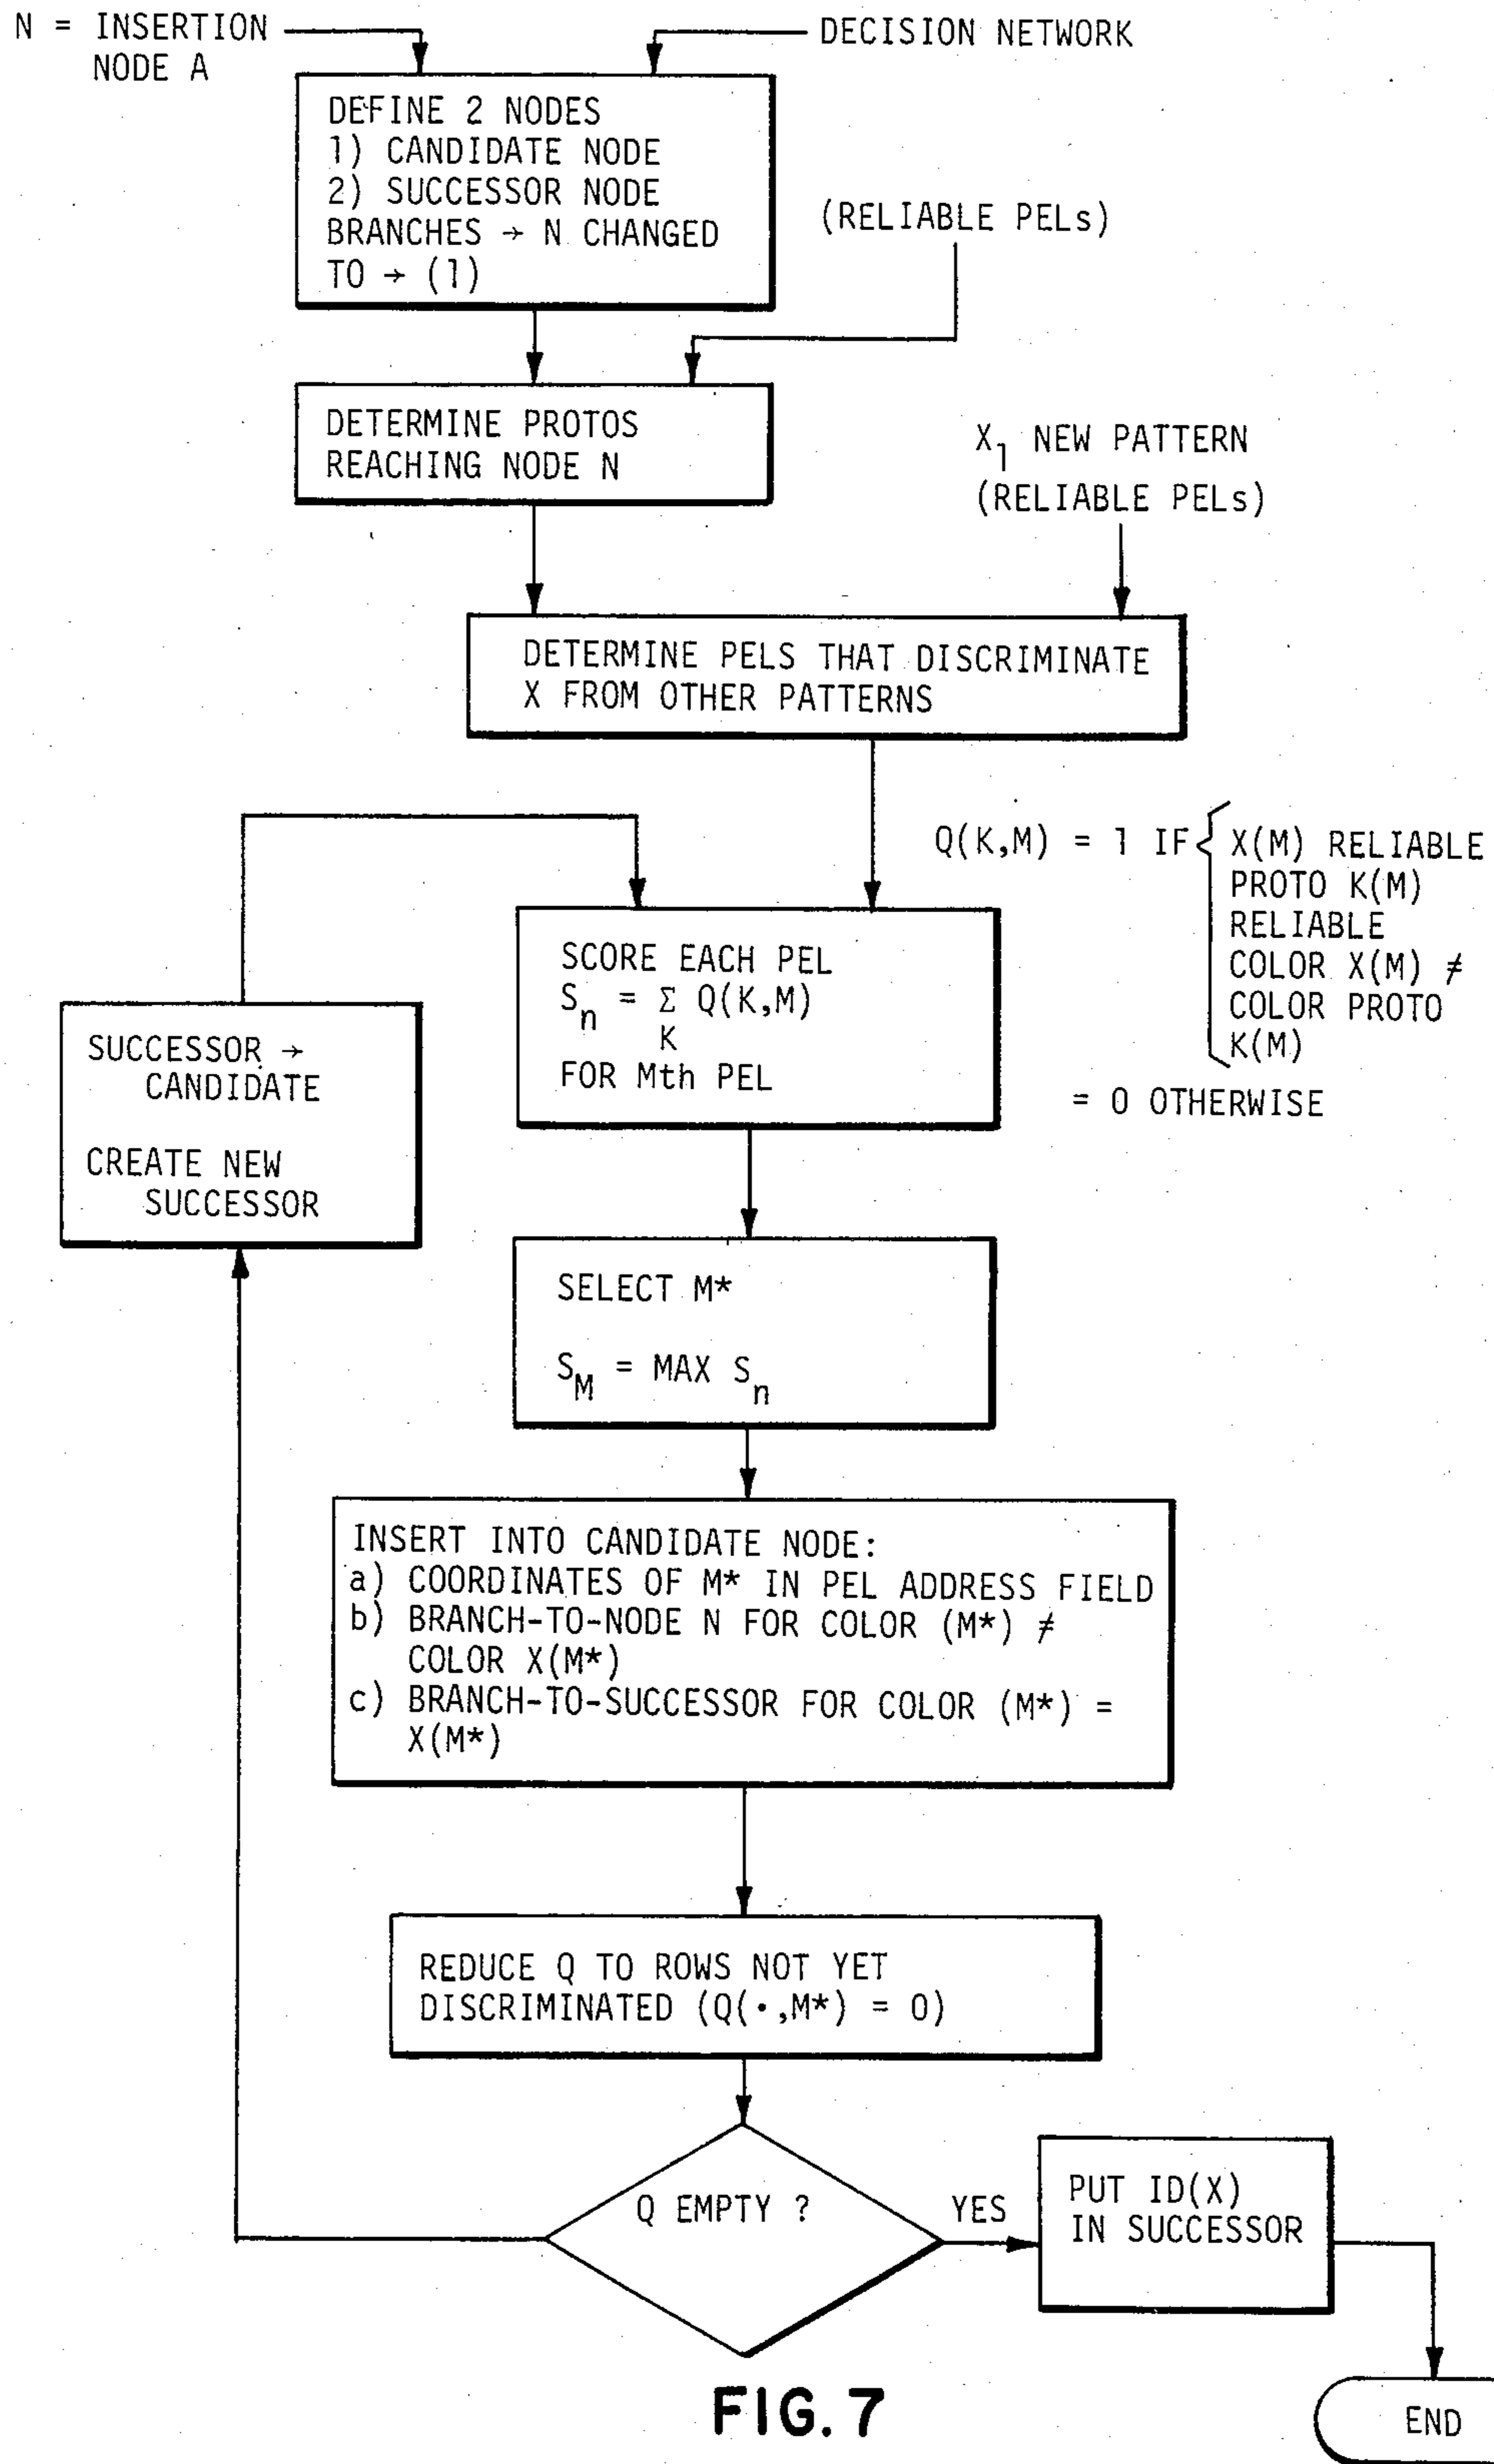 N = INSERTION
NODE A
DECISION NETWORK
DEFINE 2 NODES
1) CANDIDATE NODE
2) SUCCESSOR NODE
BRANCHES → N CHANGED
TO → (1)
(RELIABLE PELs)
DETERMINE PROTOS
REACHING NODE N
X₁ NEW PATTERN
(RELIABLE PELs)
DETERMINE PELS THAT DISCRIMINATE
X FROM OTHER PATTERNS
Q(K,M) = 1 IF { X(M) RELIABLE
PROTO K(M)
RELIABLE
COLOR X(M) ≠
COLOR PROTO
K(M)
= 0 OTHERWISE
SCORE EACH PEL
Sn = Σ Q(K,M)
K
FOR Mth PEL
SUCCESSOR →
CANDIDATE
CREATE NEW
SUCCESSOR
SELECT M*
SM = MAX Sn
INSERT INTO CANDIDATE NODE:
a) COORDINATES OF M* IN PEL ADDRESS FIELD
b) BRANCH-TO-NODE N FOR COLOR (M*) ≠
COLOR X(M*)
c) BRANCH-TO-SUCCESSOR FOR COLOR (M*) =
X(M*)
REDUCE Q TO ROWS NOT YET
DISCRIMINATED (Q(·,M*) = 0)
Q EMPTY ?
YES
PUT ID(X)
IN SUCCESSOR
END
FIG. 7